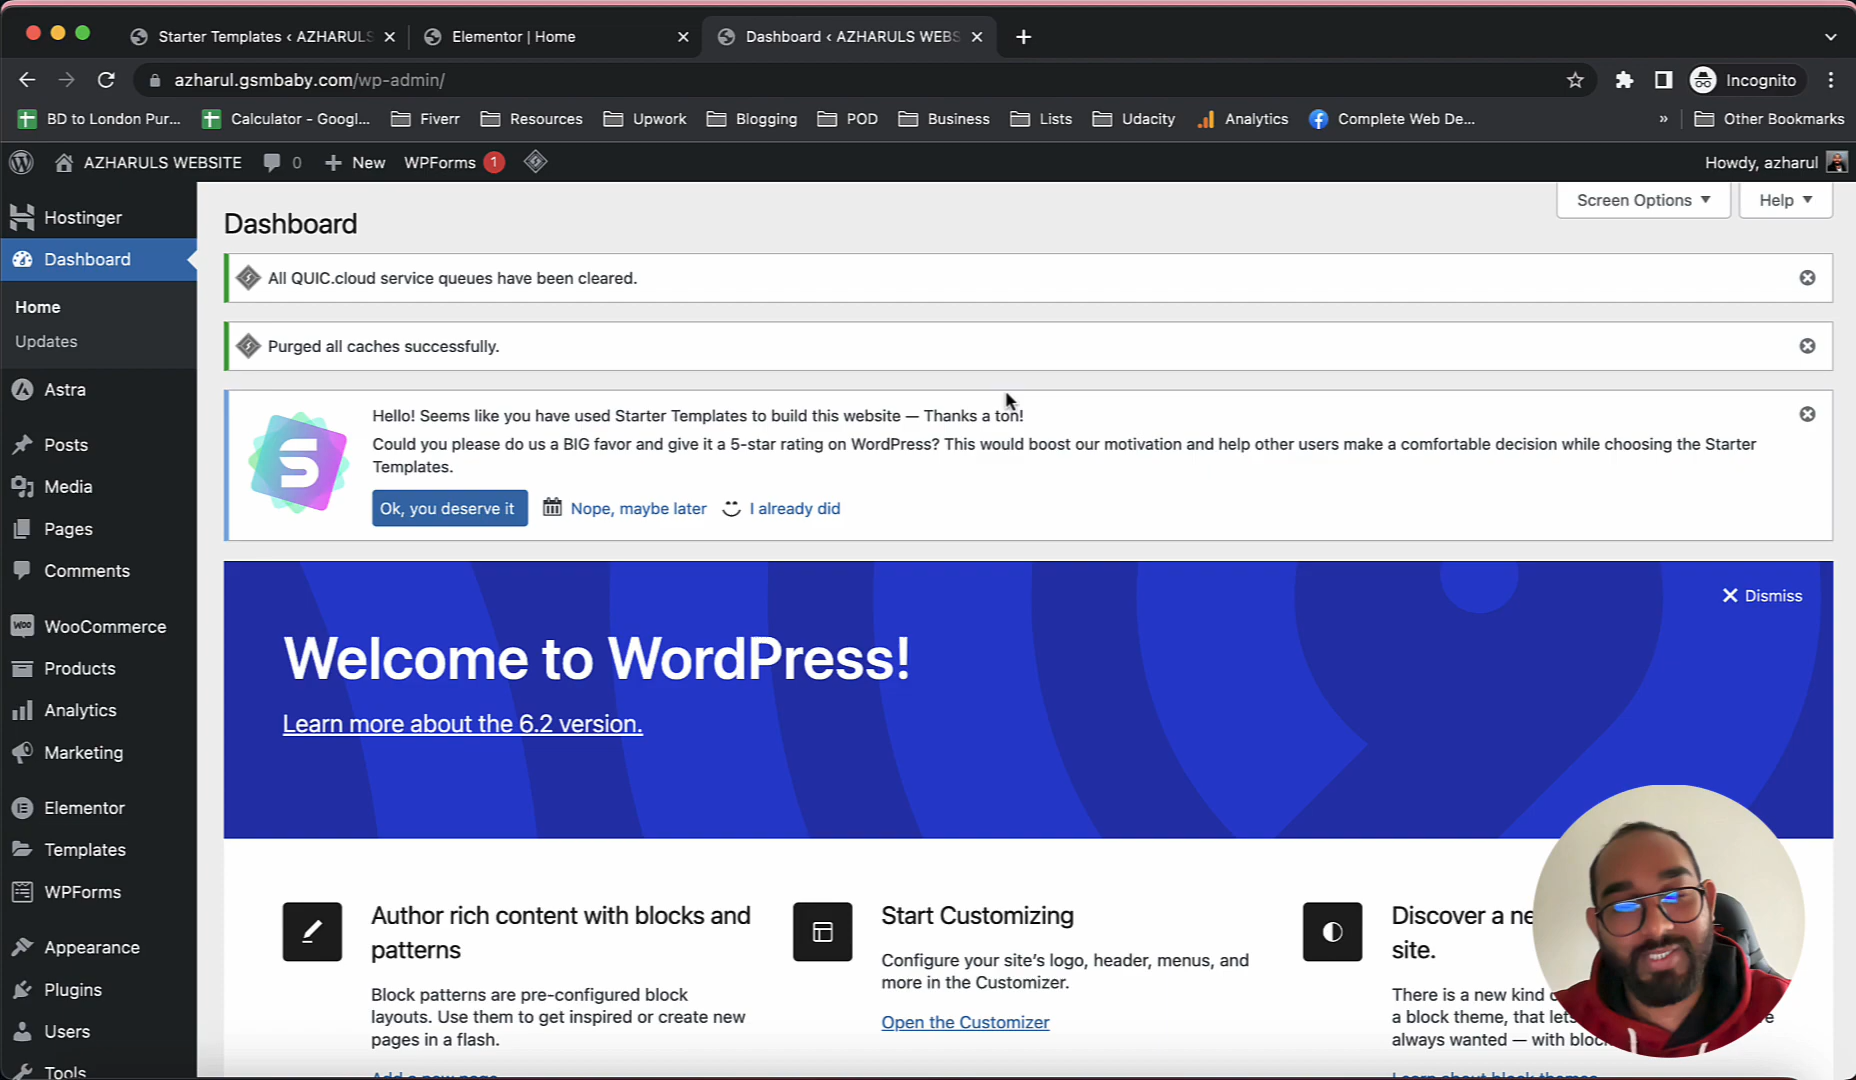 Starter Templates ‹ AZHARULS
Elementor | Home
Dashboard ‹ AZHARULS WEBS
azharul.gsmbaby.com/wp-admin/
Incognito
BD to London Pur...
Calculator - Googl...
Fiverr
Resources
Upwork
Blogging
POD
Business
Lists
Udacity
Analytics
Complete Web De...
»
Other Bookmarks
AZHARULS WEBSITE
0
+ New
WPForms 1
Howdy, azharul
Hostinger
Dashboard
Home
Updates
Astra
Posts
Media
Pages
Comments
WooCommerce
Products
Analytics
Marketing
Elementor
Templates
WPForms
Appearance
Plugins
Users
Tools
Dashboard
Screen Options
Help
All QUIC.cloud service queues have been cleared.
Purged all caches successfully.
Hello! Seems like you have used Starter Templates to build this website — Thanks a ton!
Could you please do us a BIG favor and give it a 5-star rating on WordPress? This would boost our motivation and help other users make a comfortable decision while choosing the Starter
Templates.
Ok, you deserve it
Nope, maybe later
I already did
Dismiss
Welcome to WordPress!
Learn more about the 6.2 version.
Author rich content with blocks and
patterns
Block patterns are pre-configured block
layouts. Use them to get inspired or create new
pages in a flash.
Add a new page
Start Customizing
Configure your site's logo, header, menus, and
more in the Customizer.
Open the Customizer
Discover a ne
site.
There is a new kind
a block theme, that lets
always wanted — with bloc
Learn about block themes